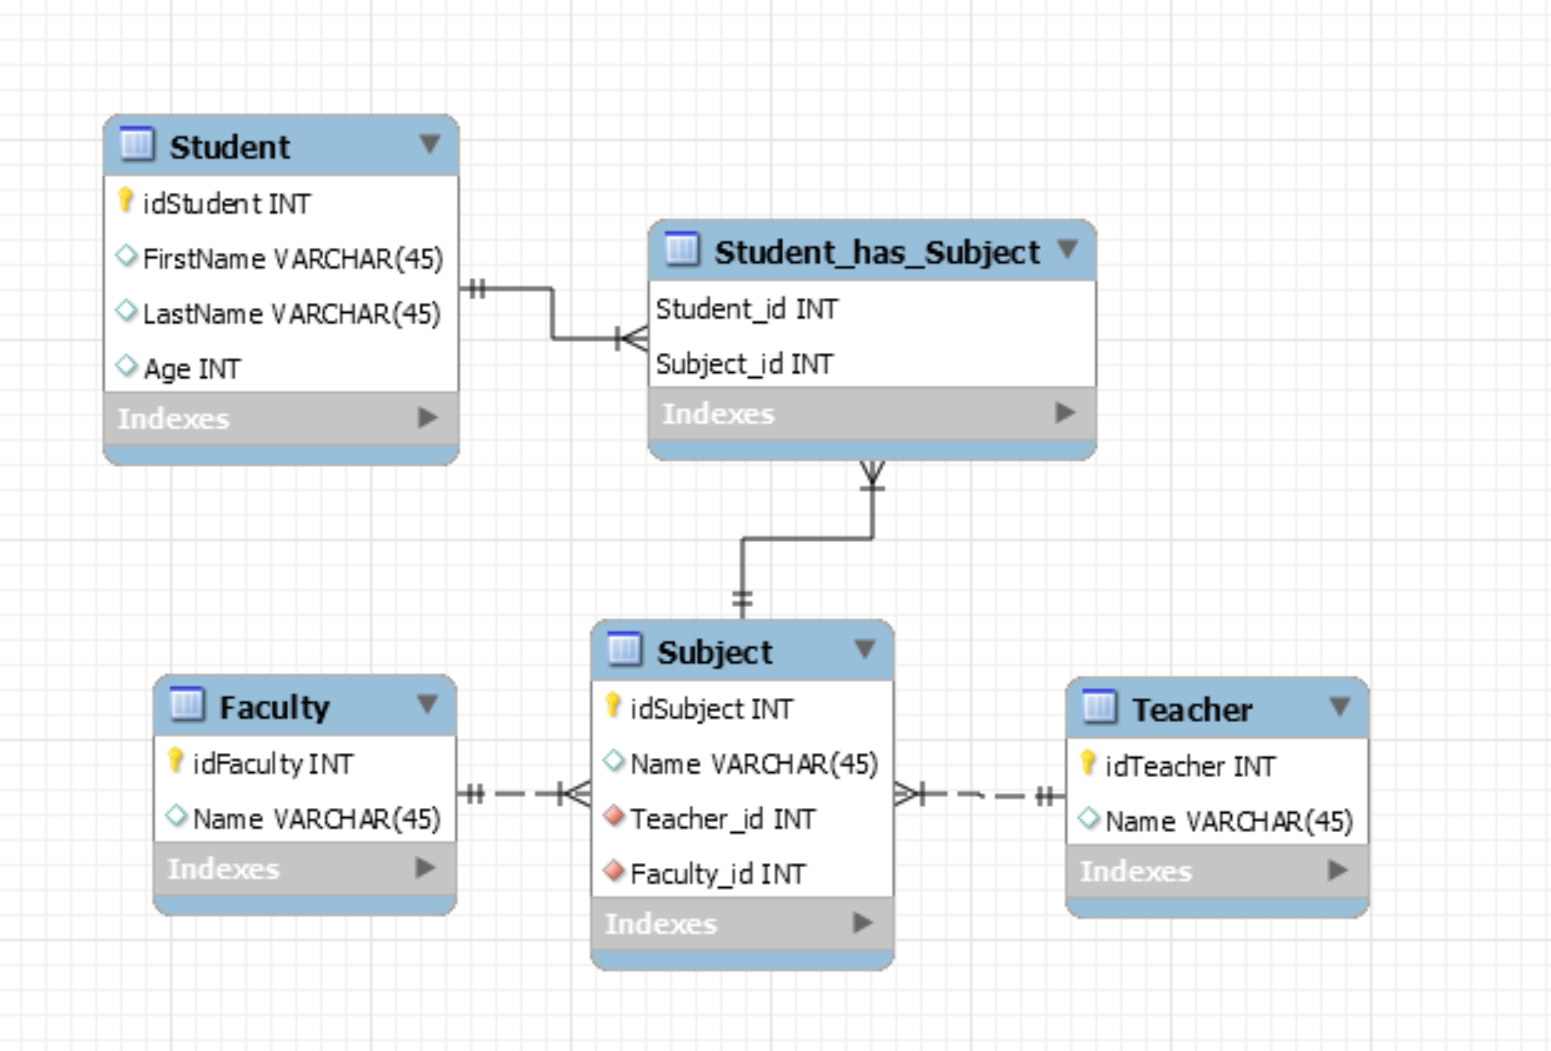 Student
idStudent INT
FirstName VARCHAR(45)
LastName VARCHAR(45)
Age INT
Indexes
Student_has_Subject
Student_id INT
Subject_id INT
Indexes
Faculty
idFaculty INT
Name VARCHAR(45)
Indexes
Subject
idSubject INT
Name VARCHAR(45)
Teacher_id INT
Faculty_id INT
Indexes
Teacher
idTeacher INT
Name VARCHAR(45)
Indexes